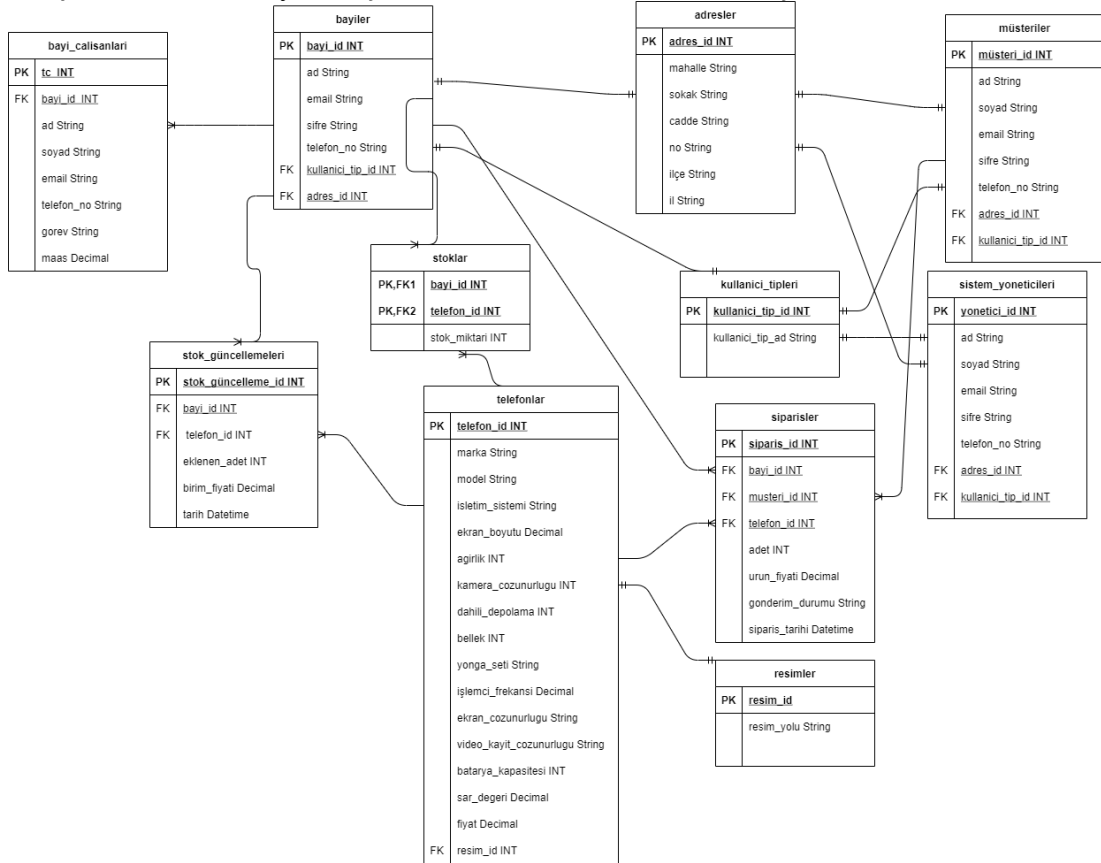 bayi_calisanlari
PK tc INT
FK bayi_id INT
ad String
soyad String
email String
telefon_no String
gorev String
maas Decimal
bayiler
PK bayi_id INT
ad String
email String
sifre String
telefon_no String
FK kullanici_tip_id INT
FK adres_id INT
adresler
PK adres_id INT
mahalle String
sokak String
cadde String
no String
ilçe String
il String
müsteriler
PK müsteri_id INT
ad String
soyad String
email String
sifre String
telefon_no String
FK adres_id INT
FK kullanici_tip_id INT
stoklar
PK,FK1 bayi_id INT
PK,FK2 telefon_id INT
stok_miktari INT
kullanici_tipleri
PK kullanici_tip_id INT
kullanici_tip_ad String
sistem_yoneticileri
PK yonetici_id INT
ad String
soyad String
email String
sifre String
telefon_no String
FK adres_id INT
FK kullanici_tip_id INT
stok_güncellemeleri
PK stok_güncelleme_id INT
FK bayi_id INT
FK telefon_id INT
eklenen_adet INT
birim_fiyati Decimal
tarih Datetime
telefonlar
PK telefon_id INT
marka String
model String
isletim_sistemi String
ekran_boyutu Decimal
agirlik INT
kamera_cozunurlugu INT
dahili_depolama INT
bellek INT
yonga_seti String
işlemci_frekansi Decimal
ekran_cozunurlugu String
video_kayit_cozunurlugu String
batarya_kapasitesi INT
sar_degeri Decimal
fiyat Decimal
FK resim_id INT
siparisler
PK siparis_id INT
FK bayi_id INT
FK musteri_id INT
FK telefon_id INT
adet INT
urun_fiyati Decimal
gonderim_durumu String
siparis_tarihi Datetime
resimler
PK resim_id
resim_yolu String